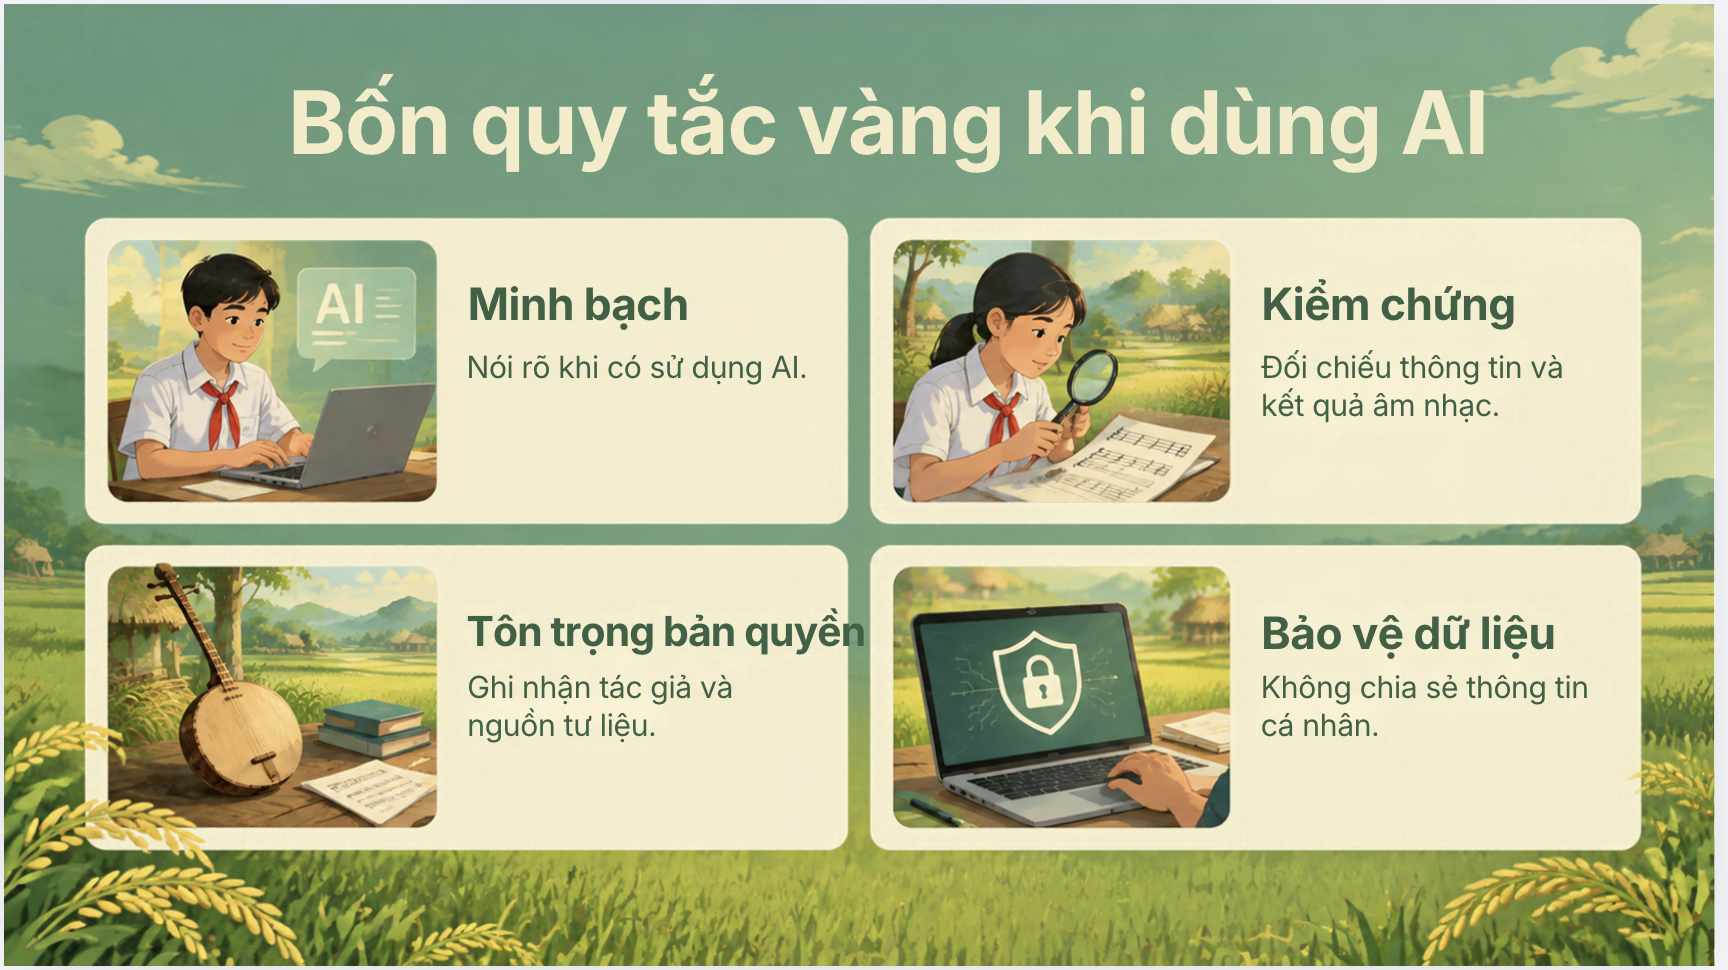 Bốn quy tắc vàng khi dùng AI
AI
Minh bạch
Nói rõ khi có sử dụng AI.
Kiểm chứng
Đối chiếu thông tin và
kết quả âm nhạc.
Tôn trọng bản quyền
Ghi nhận tác giả và
nguồn tư liệu.
Bảo vệ dữ liệu
Không chia sẻ thông tin
cá nhân.